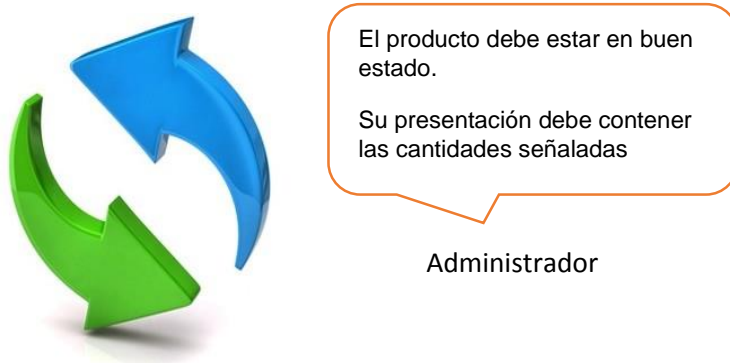 El producto debe estar en buen
estado.
Su presentación debe contener
las cantidades señaladas
Administrador